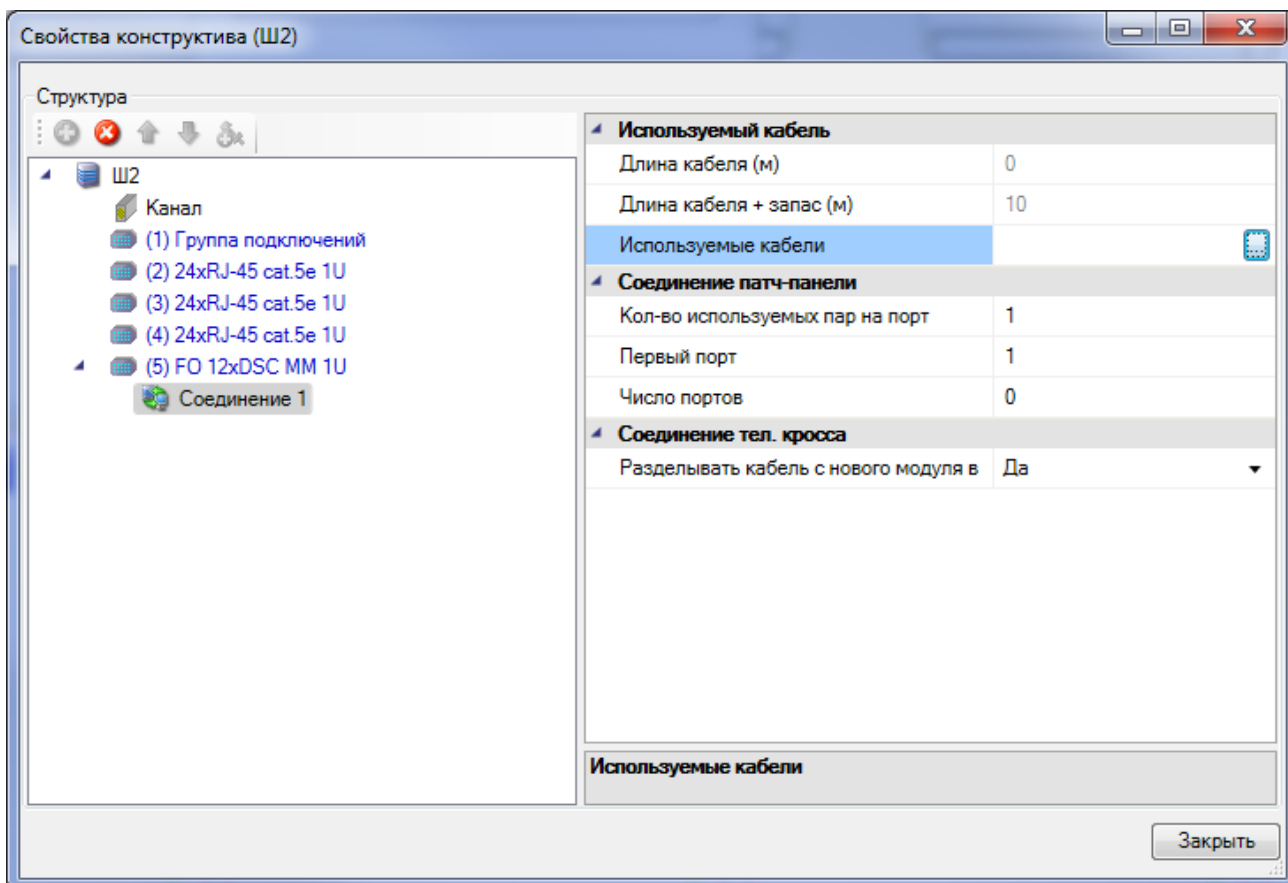 Свойства конструктива (Ш2)
Структура
Ш2
Канал
(1) Группа подключений
(2) 24xRJ-45 cat.5e 1U
(3) 24xRJ-45 cat.5e 1U
(4) 24xRJ-45 cat.5e 1U
(5) FO 12xDSC MM 1U
Соединение 1
Используемый кабель
Длина кабеля (м) 0
Длина кабеля + запас (м) 10
Используемые кабели
Соединение патч-панели
Кол-во используемых пар на порт 1
Первый порт 1
Число портов 0
Соединение тел. кросса
Разделывать кабель с нового модуля в Да
Используемые кабели
Закрыть